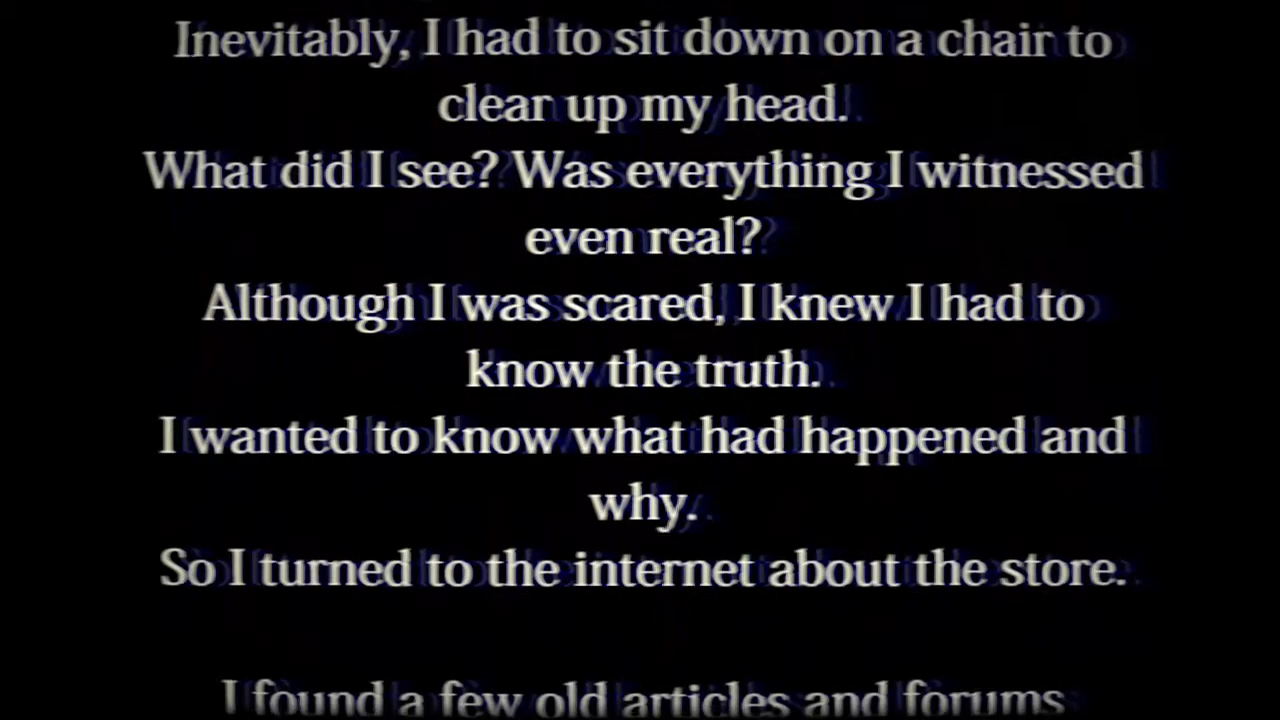 Inevitably, I had to sit down on a chair to
clear up my head.
What did I see? Was everything I witnessed
even real?
Although I was scared, I knew I had to
know the truth.
I wanted to know what had happened and
why.
So I turned to the internet about the store.
I found a few old articles and forums